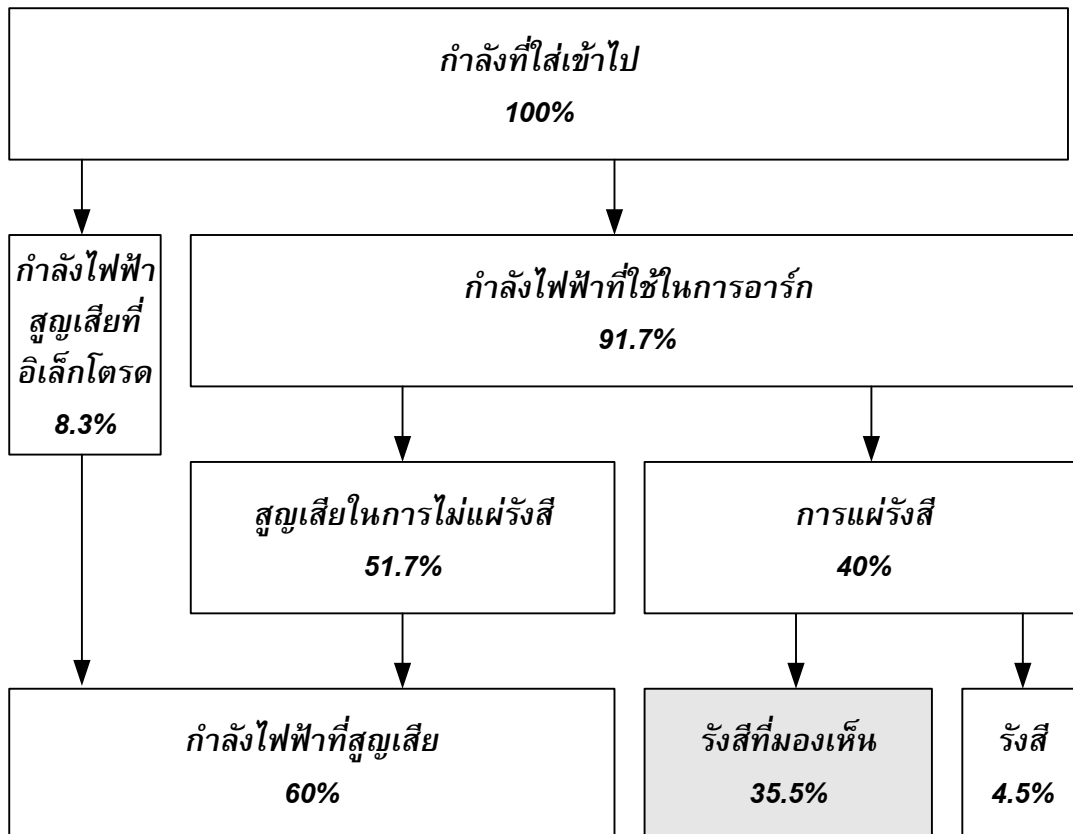 กำลังที่ใส่เข้าไป
100%
กำลังไฟฟ้า
สูญเสียที่
อิเล็กโตรด
8.3%
กำลังไฟฟ้าที่ใช้ในการอาร์ก
91.7%
สูญเสียในการไม่แผ่รังสี
51.7%
การแผ่รังสี
40%
กำลังไฟฟ้าที่สูญเสีย
60%
รังสีที่มองเห็น
35.5%
รังสี
4.5%